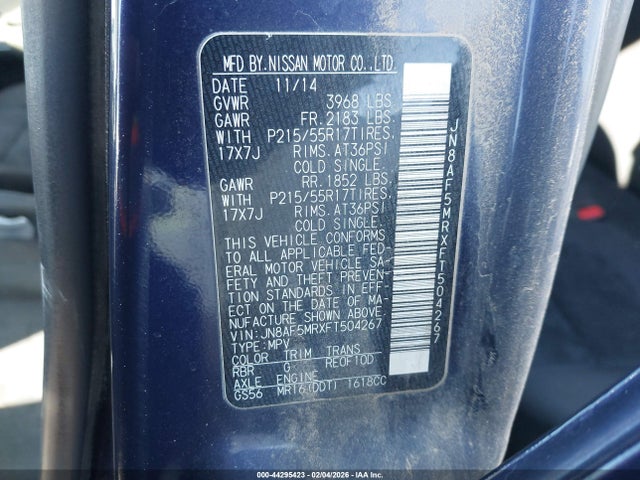 MFD BY.NISSAN MOTOR CO.,LTD.
DATE 11/14
GVWR 3968 LBS
GAWR FR.2183 LBS.
WITH P215/55R17TIRES.
17X7J RIMS.AT36PSI
COLD SINGLE.
GAWR RR.1852 LBS.
WITH P215/55R17TIRES.
17X7J RIMS.AT36PSI
COLD SINGLE.
THIS VEHICLE CONFORMS
TO ALL APPLICABLE FED-
ERAL MOTOR VEHICLE SA-
FETY AND THEFT PREVEN-
TION STANDARDS IN EFF-
ECT ON THE DATE OF MA-
NUFACTURE SHOWN ABOVE.
VIN:JN8AF5MRXFT504267
TYPE:MPV
COLOR TRIM TRANS
RBR G
AXLE ENGINE
GS56 1618CC
JN8AF5MRXFT504267
000-44295423 - 02/04/2026 - IAA Inc.